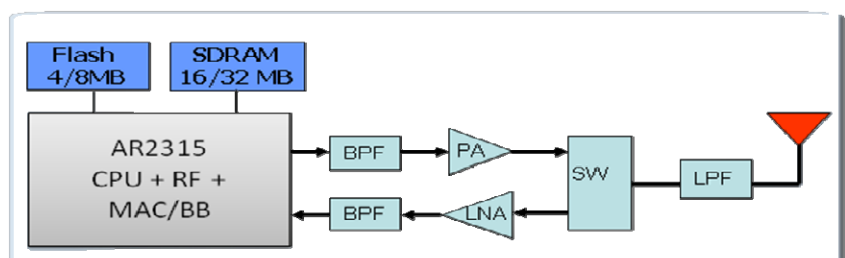 Flash
4/8MB
SDRAM
16/32 MB
AR2315
CPU + RF +
MAC/BB
BPF
PA
SW
LPF
BPF
LNA